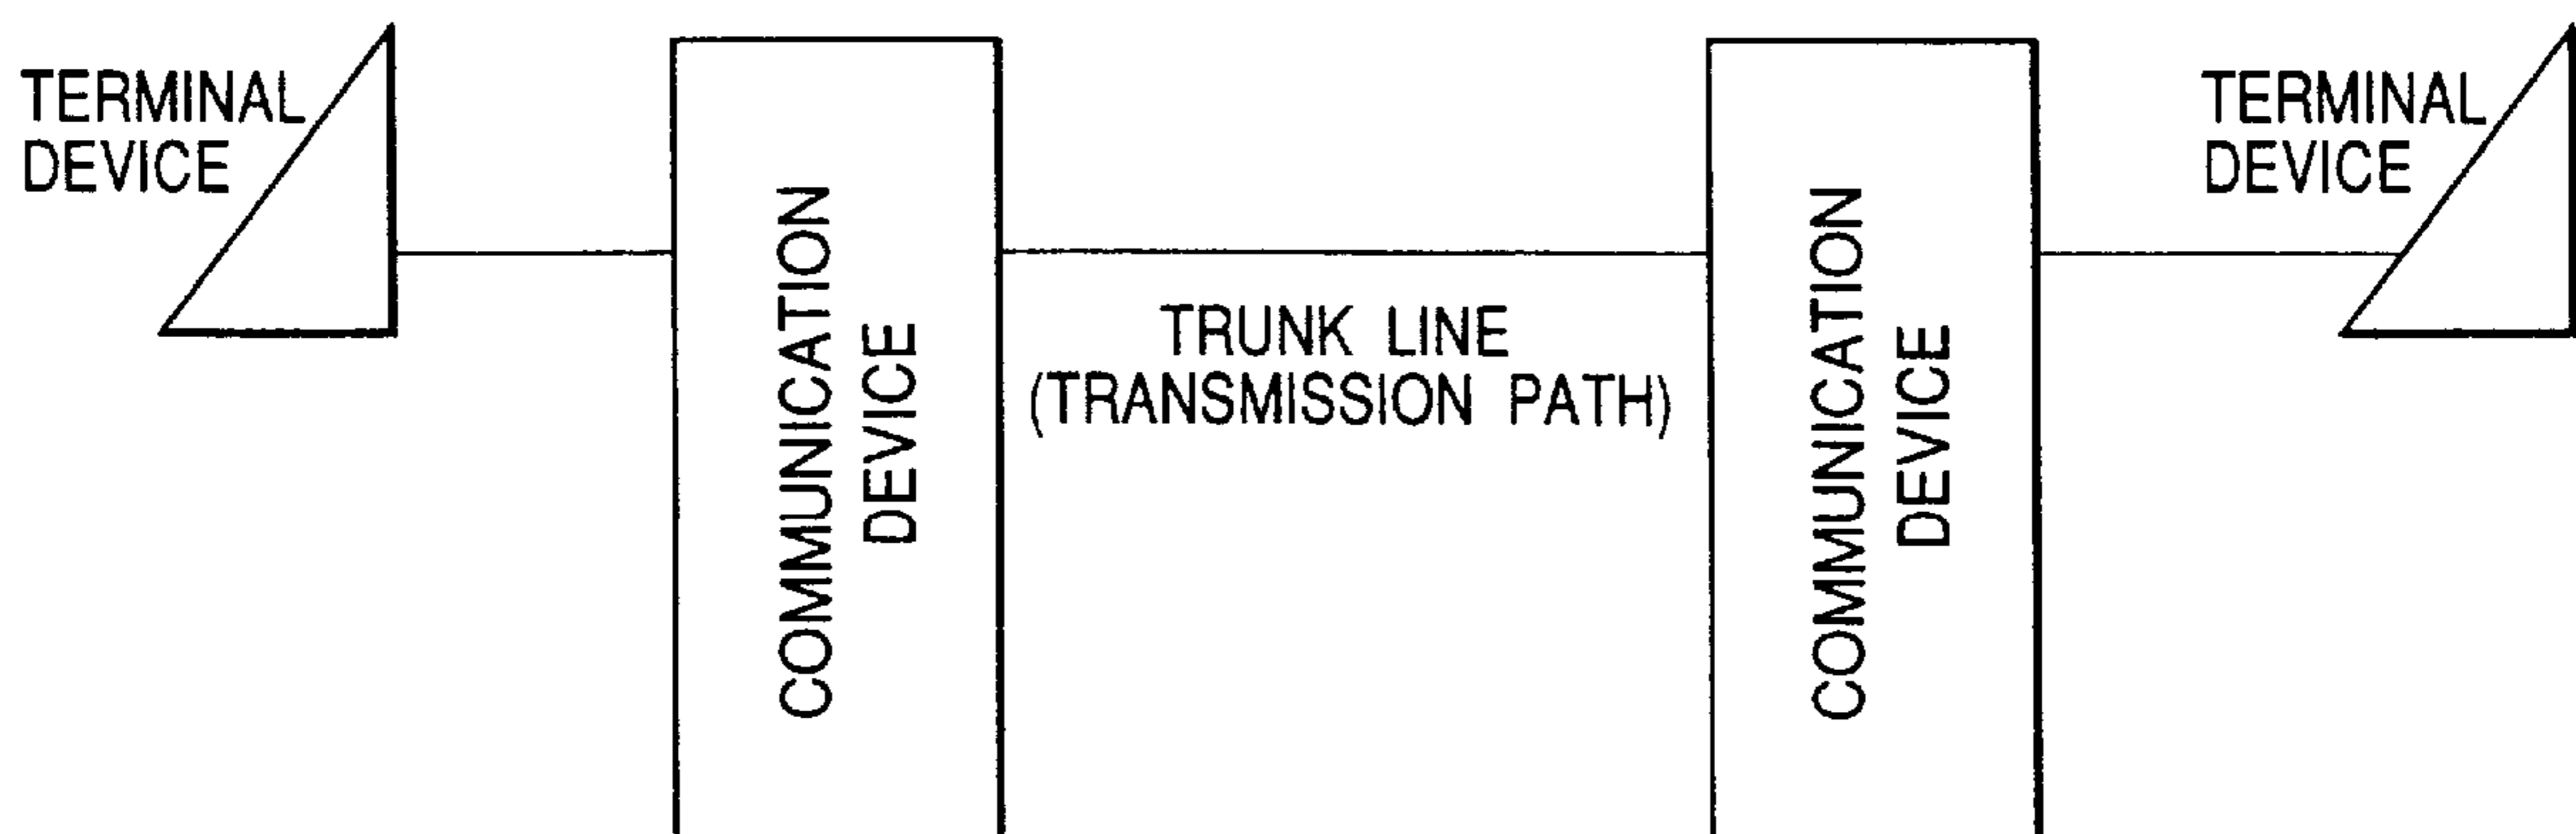 TERMINAL
DEVICE
COMMUNICATION
DEVICE
TRUNK LINE
(TRANSMISSION PATH)
COMMUNICATION
DEVICE
TERMINAL
DEVICE